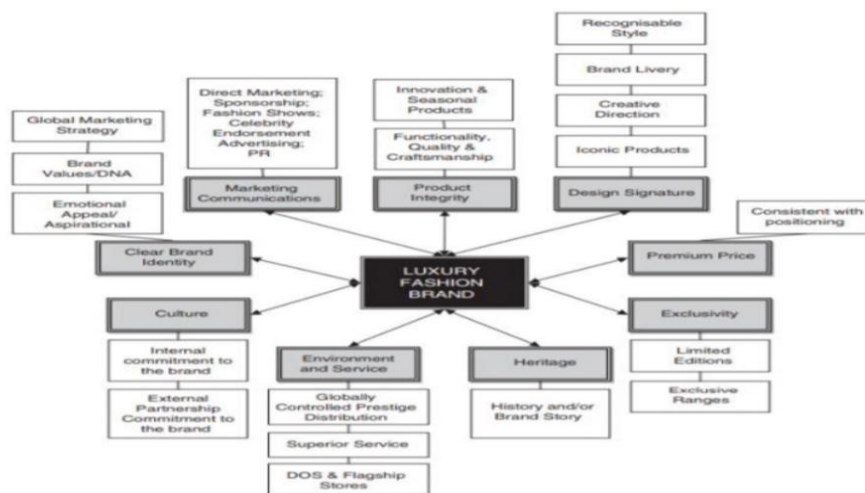 Recognisable
Style
Brand Livery
Creative
Direction
Iconic Products
Design Signature
Innovation &
Seasonal
Products
Functionality,
Quality &
Craftsmanship
Product
Integrity
Direct Marketing;
Sponsorship;
Fashion Shows;
Celebrity
Endorsement
Advertising;
PR
Marketing
Communications
Global Marketing
Strategy
Brand
Values/DNA
Emotional
Appeal/
Aspirational
Clear Brand
Identity
Consistent with
positioning
Premium Price
LUXURY
FASHION
BRAND
Culture
Internal
commitment to
the brand
External
Partnership
Commitment to
the brand
Environment
and Service
Globally
Controlled Prestige
Distribution
Superior Service
DOS & Flagship
Stores
Heritage
History and/or
Brand Story
Exclusivity
Limited
Editions
Exclusive
Ranges